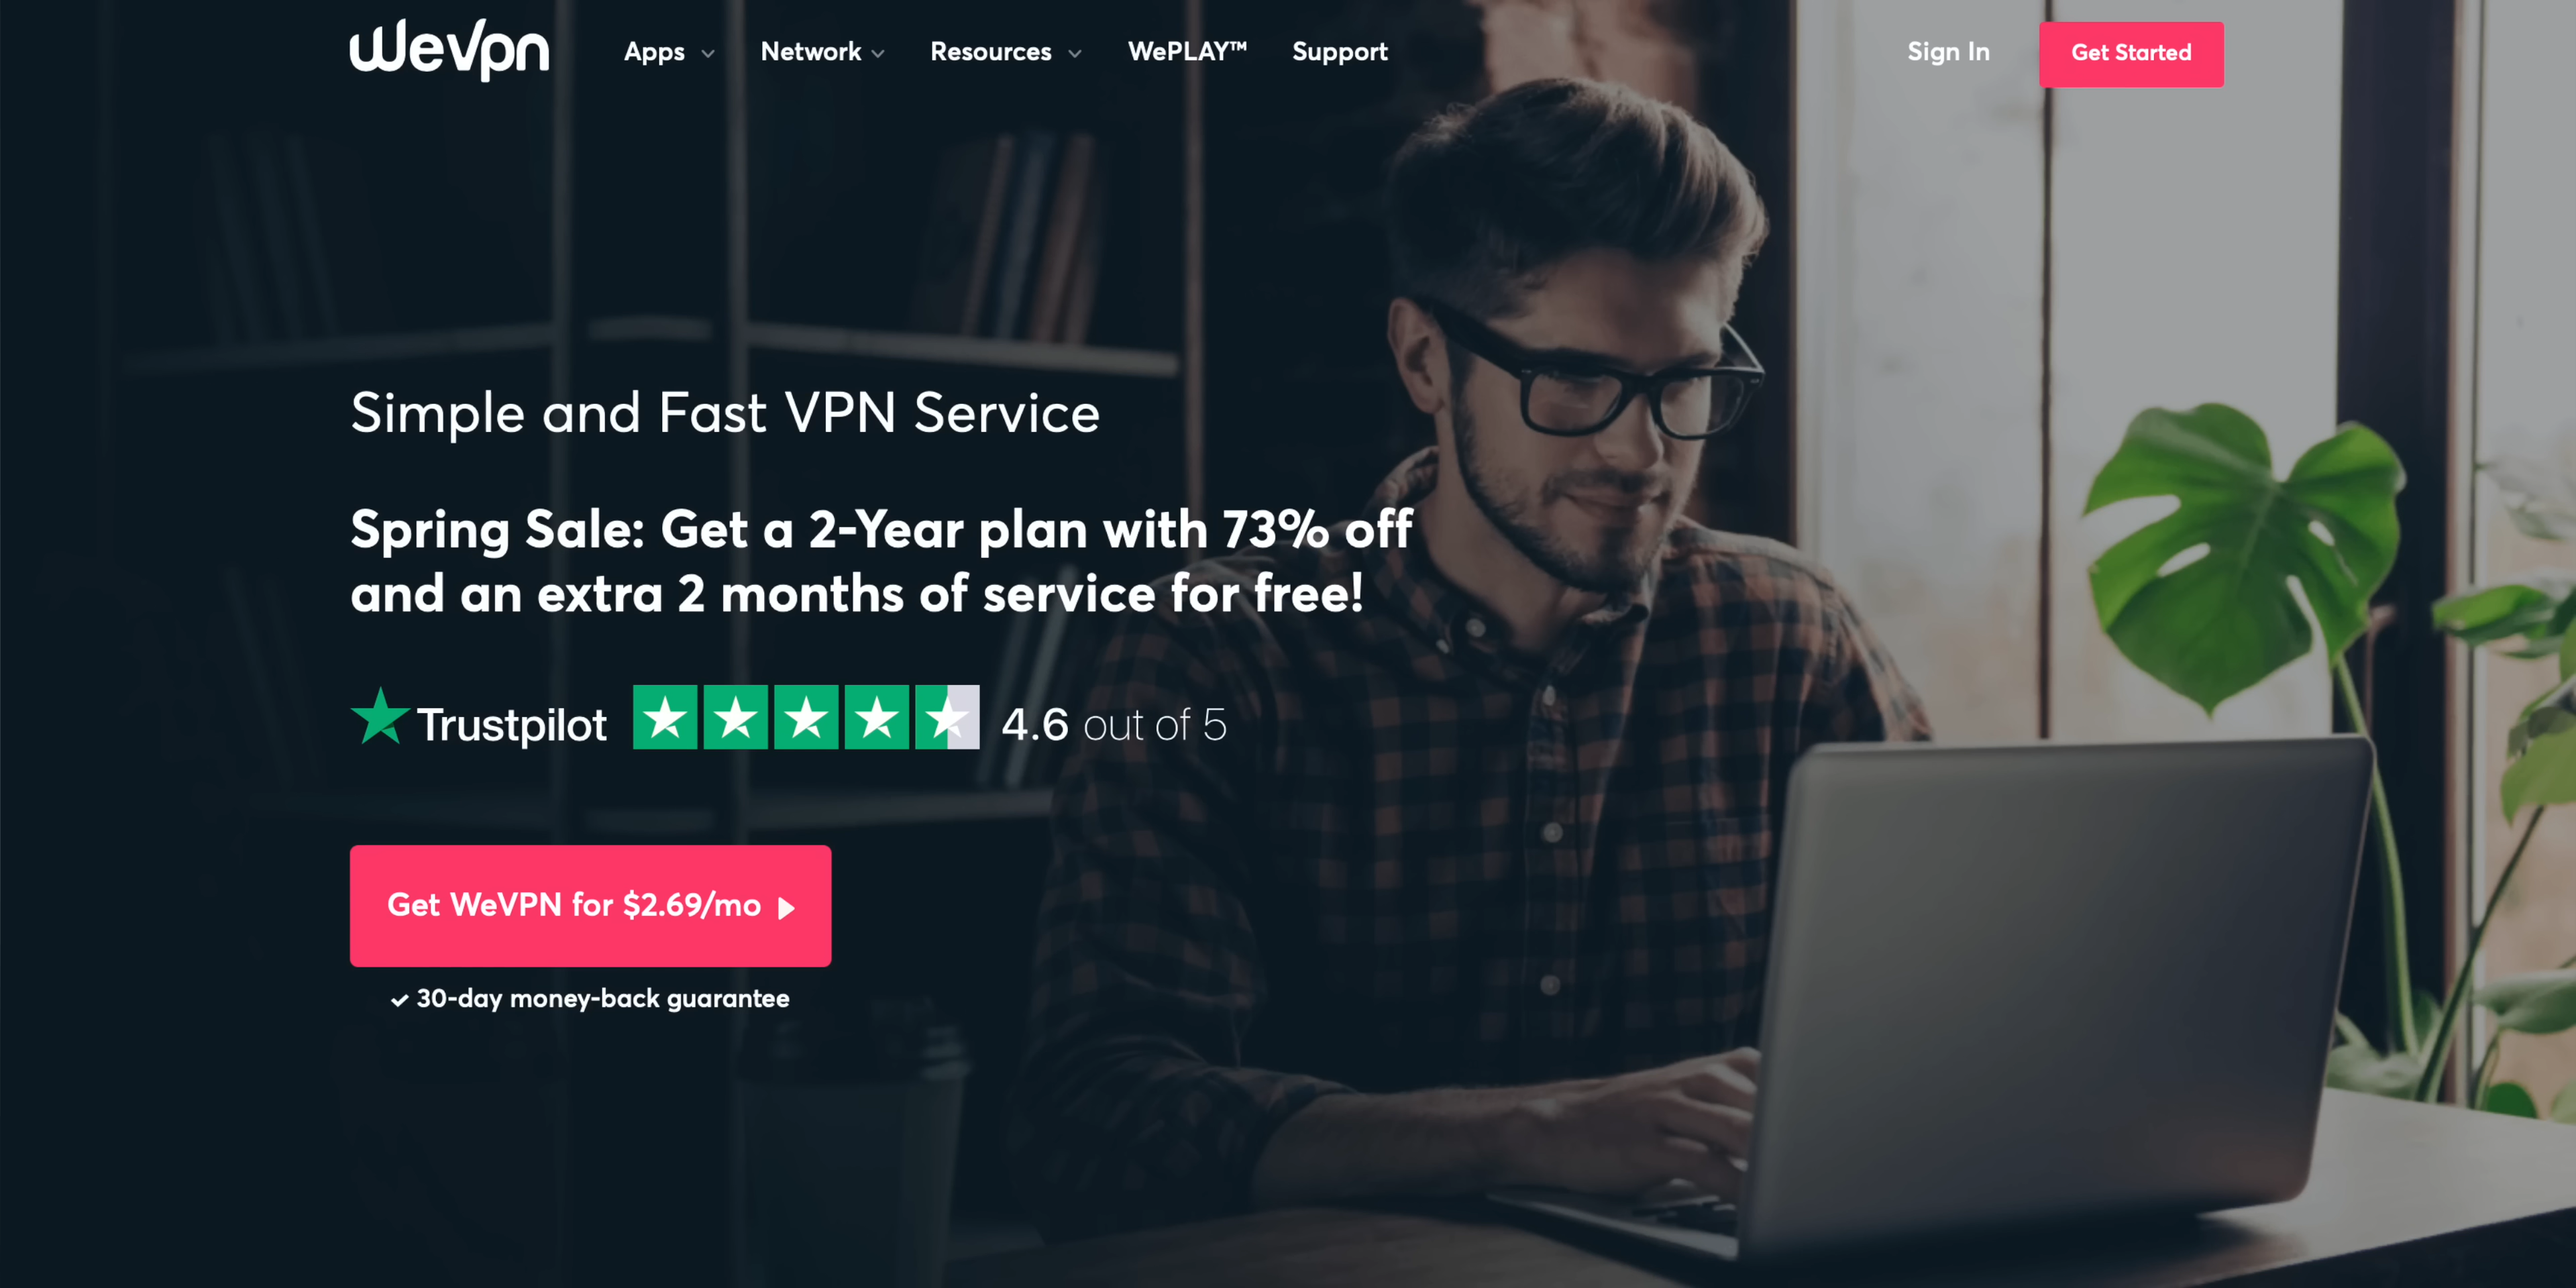 WeVpn
Apps
Network
Resources
WePLAY™
Support
Sign In
Get Started
Simple and Fast VPN Service
Spring Sale: Get a 2-Year plan with 73% off
and an extra 2 months of service for free!
Trustpilot
4.6 out of 5
Get WeVPN for $2.69/mo
30-day money-back guarantee